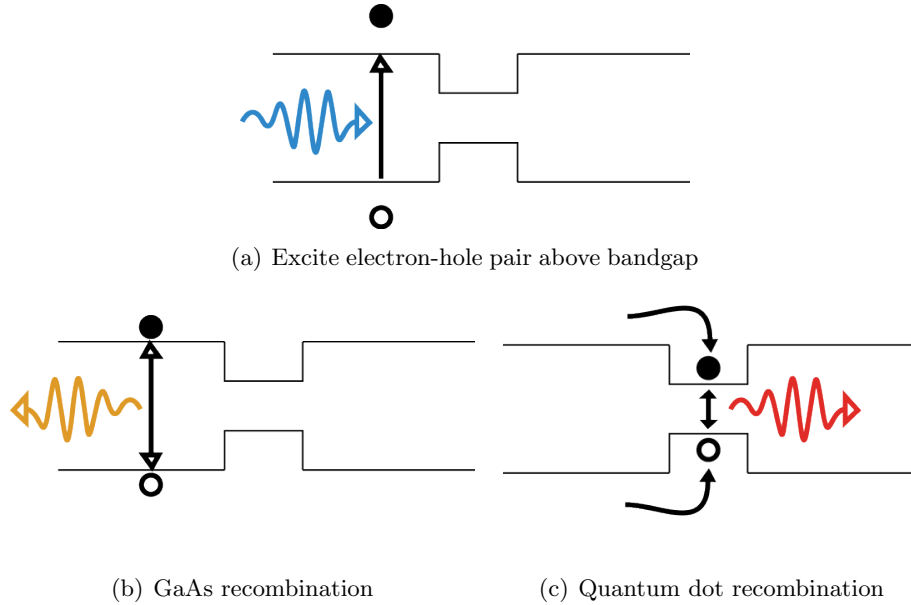 (a) Excite electron-hole pair above bandgap
(b) GaAs recombination
(c) Quantum dot recombination